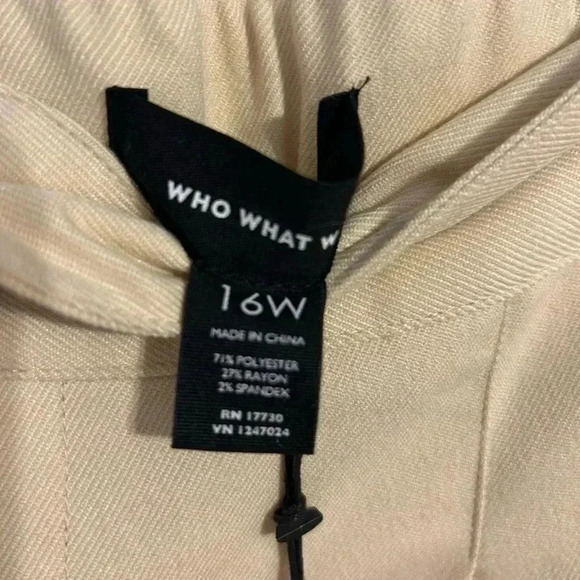 WHO WHAT W
16W
MADE IN CHINA
71% POLYESTER
27% RAYON
2% SPANDEX
RN 17730
VN 1247024